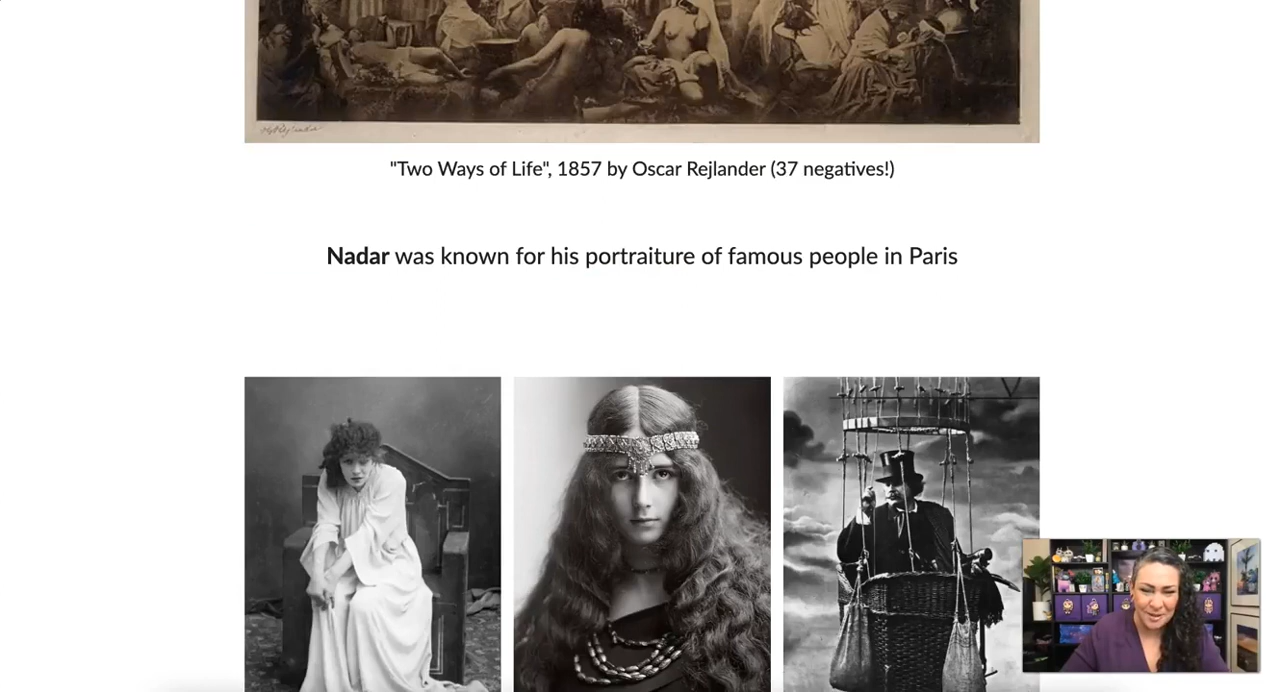 "Two Ways of Life", 1857 by Oscar Rejlander (37 negatives!)
Nadar was known for his portraiture of famous people in Paris